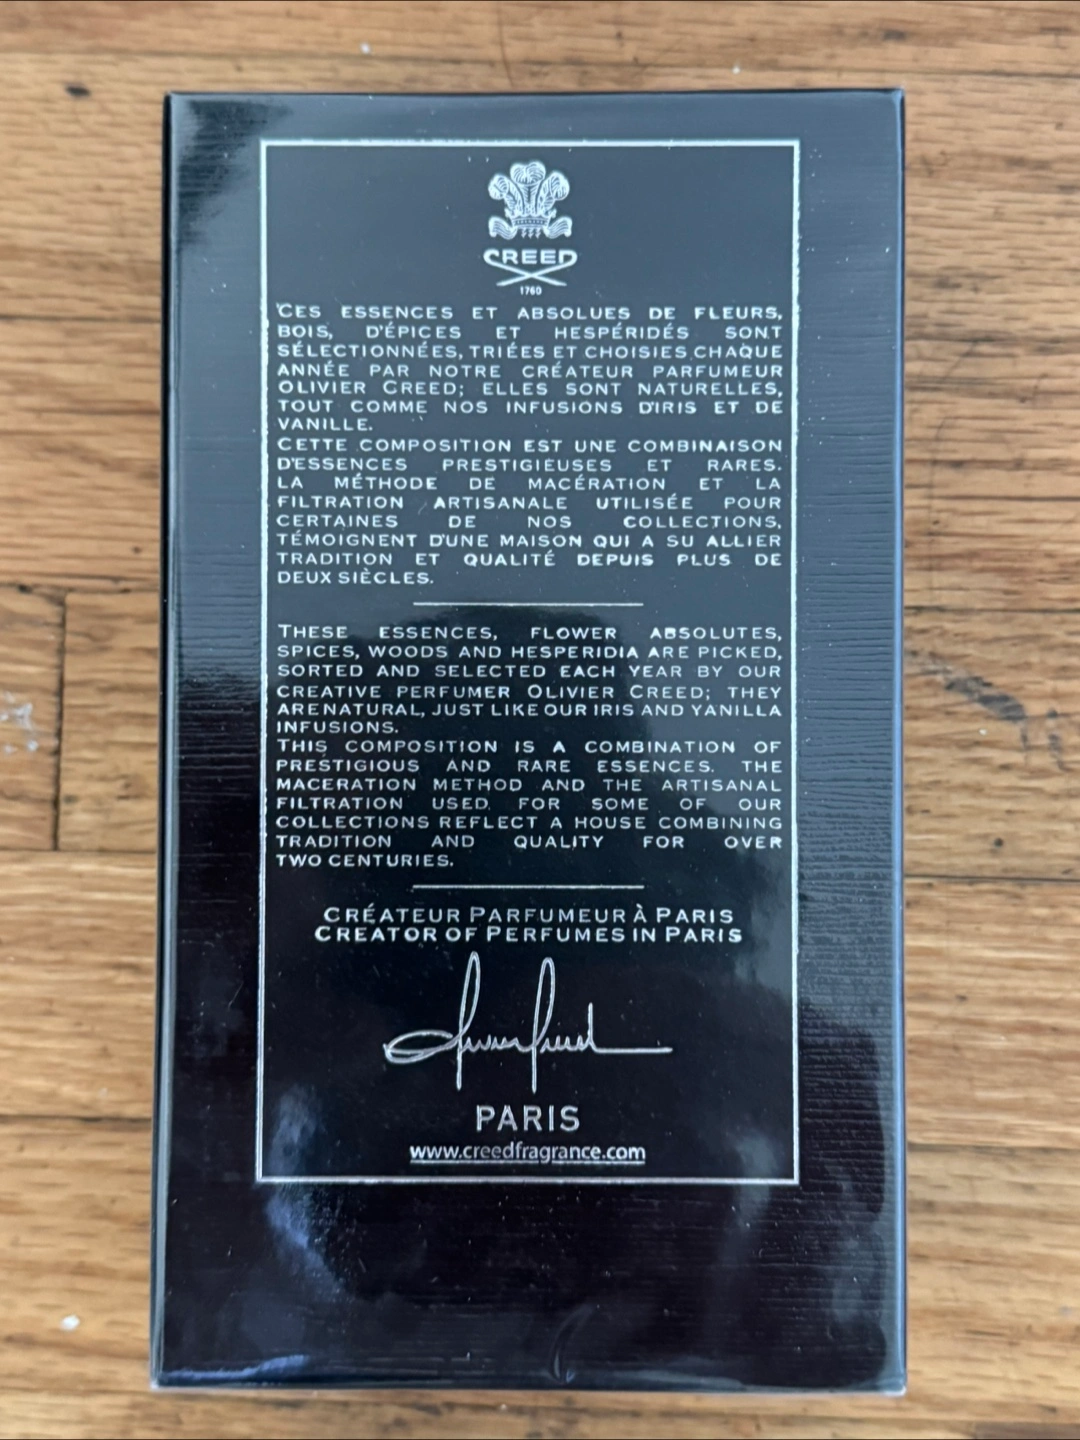 CREED
1760
CES ESSENCES ET ABSOLUES DE FLEURS,
BOIS, D'ÉPICES ET HESPÉRIDÉS SONT
SÉLECTIONNÉES, TRIÉES ET CHOISIES CHAQUE
ANNÉE PAR NOTRE CRÉATEUR PARFUMEUR
OLIVIER CREED; ELLES SONT NATURELLES,
TOUT COMME NOS INFUSIONS D'IRIS ET DE
VANILLE.
CETTE COMPOSITION EST UNE COMBINAISON
D'ESSENCES PRESTIGIEUSES ET RARES.
LA MÉTHODE DE MACÉRATION ET LA
FILTRATION ARTISANALE UTILISÉE POUR
CERTAINES DE NOS COLLECTIONS,
TÉMOIGNENT D'UNE MAISON QUI A SU ALLIER
TRADITION ET QUALITÉ DEPUIS PLUS DE
DEUX SIÈCLES.
THESE ESSENCES, FLOWER ABSOLUTES,
SPICES, WOODS AND HESPERIDIA ARE PICKED,
SORTED AND SELECTED EACH YEAR BY OUR
CREATIVE PERFUMER OLIVIER CREED; THEY
ARE NATURAL, JUST LIKE OUR IRIS AND VANILLA
INFUSIONS.
THIS COMPOSITION IS A COMBINATION OF
PRESTIGIOUS AND RARE ESSENCES. THE
MACERATION METHOD AND THE ARTISANAL
FILTRATION USED FOR SOME OF OUR
COLLECTIONS REFLECT A HOUSE COMBINING
TRADITION AND QUALITY FOR OVER
TWO CENTURIES.
CRÉATEUR PARFUMEUR À PARIS
CREATOR OF PERFUMES IN PARIS
PARIS
www.creedfragrance.com